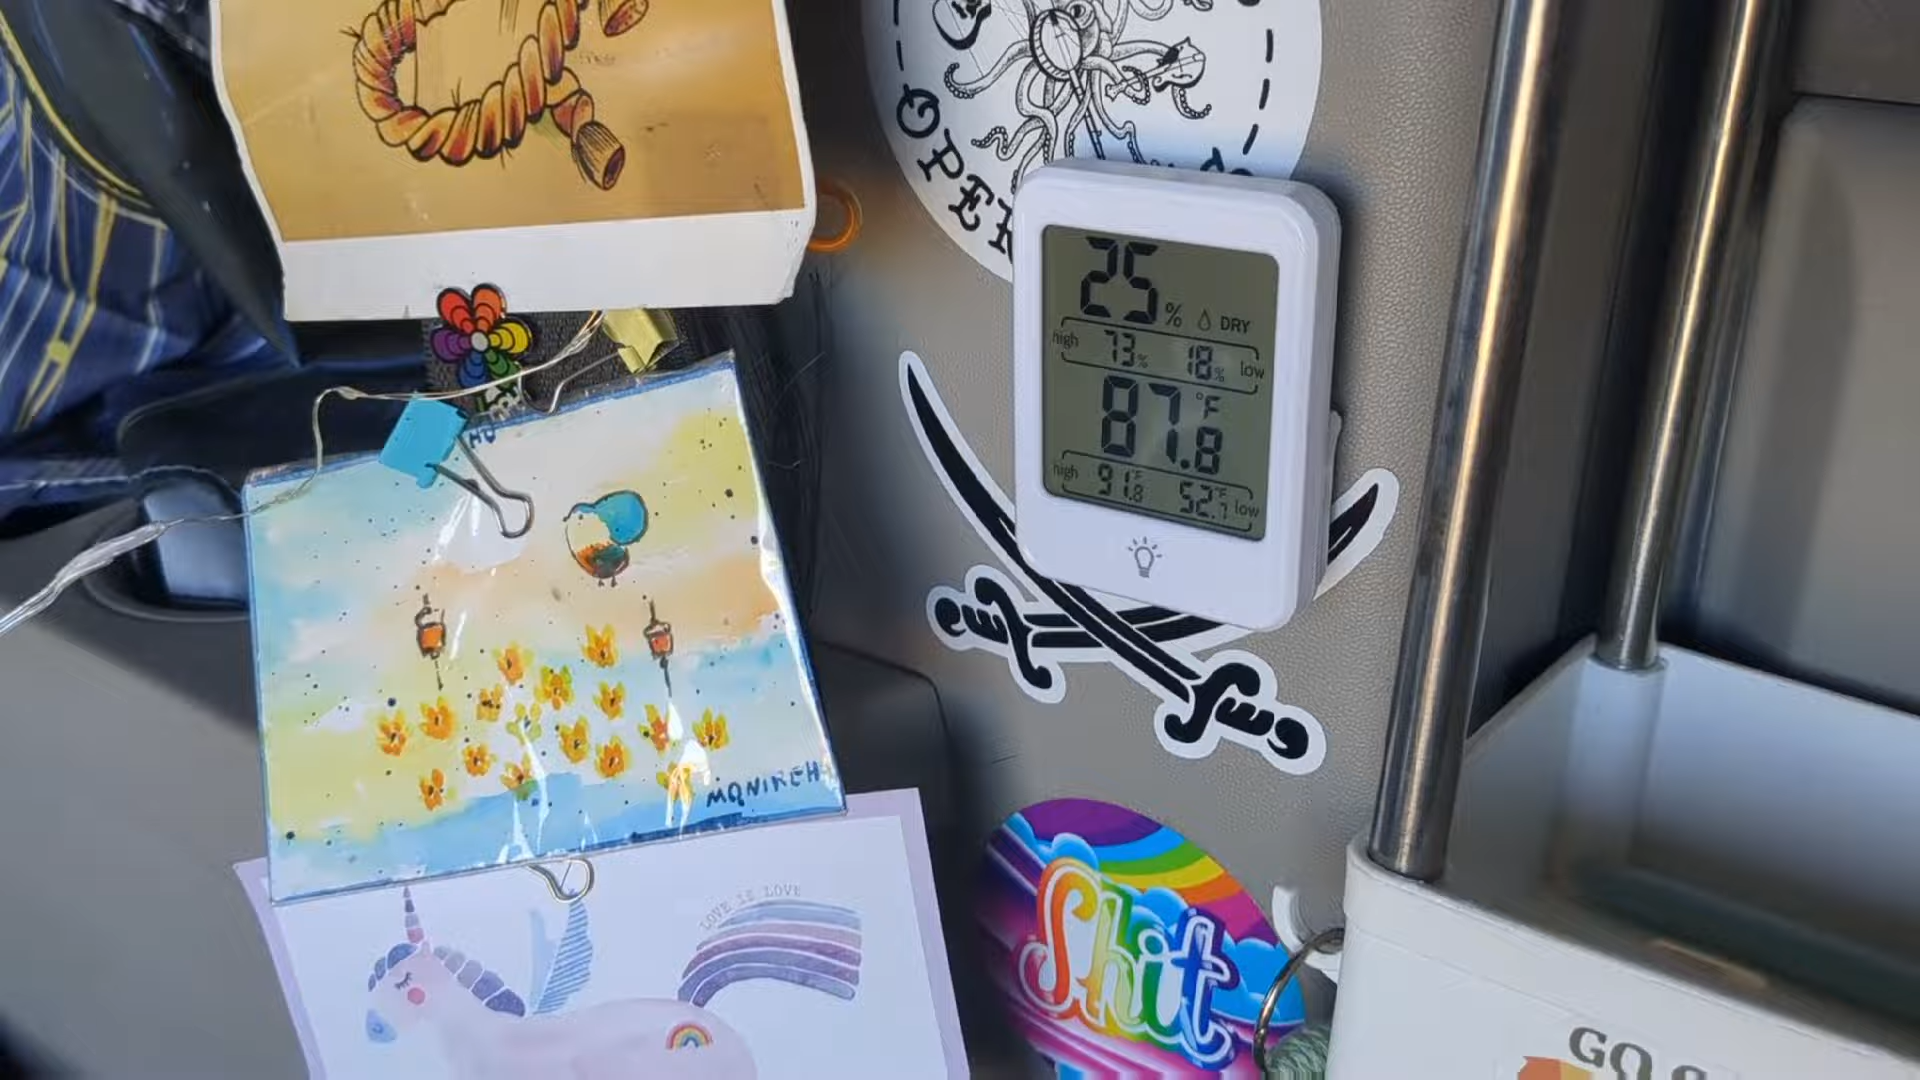 25 % DRY
high 73% 18% low
87.8 °F
high 91.8 °F 52.7 °F low
MONIREH
LOVE IS LOVE
Shit
GO